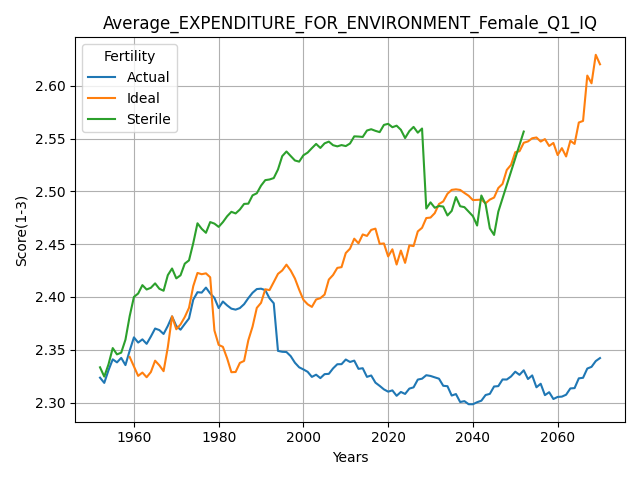 Average_EXPENDITURE_FOR_ENVIRONMENT_Female_Q1_IQ
Fertility
Actual
Ideal
Sterile
Score(1-3)
2.60
2.55
2.50
2.45
2.40
2.35
2.30
1960 1980 2000 2020 2040 2060
Years